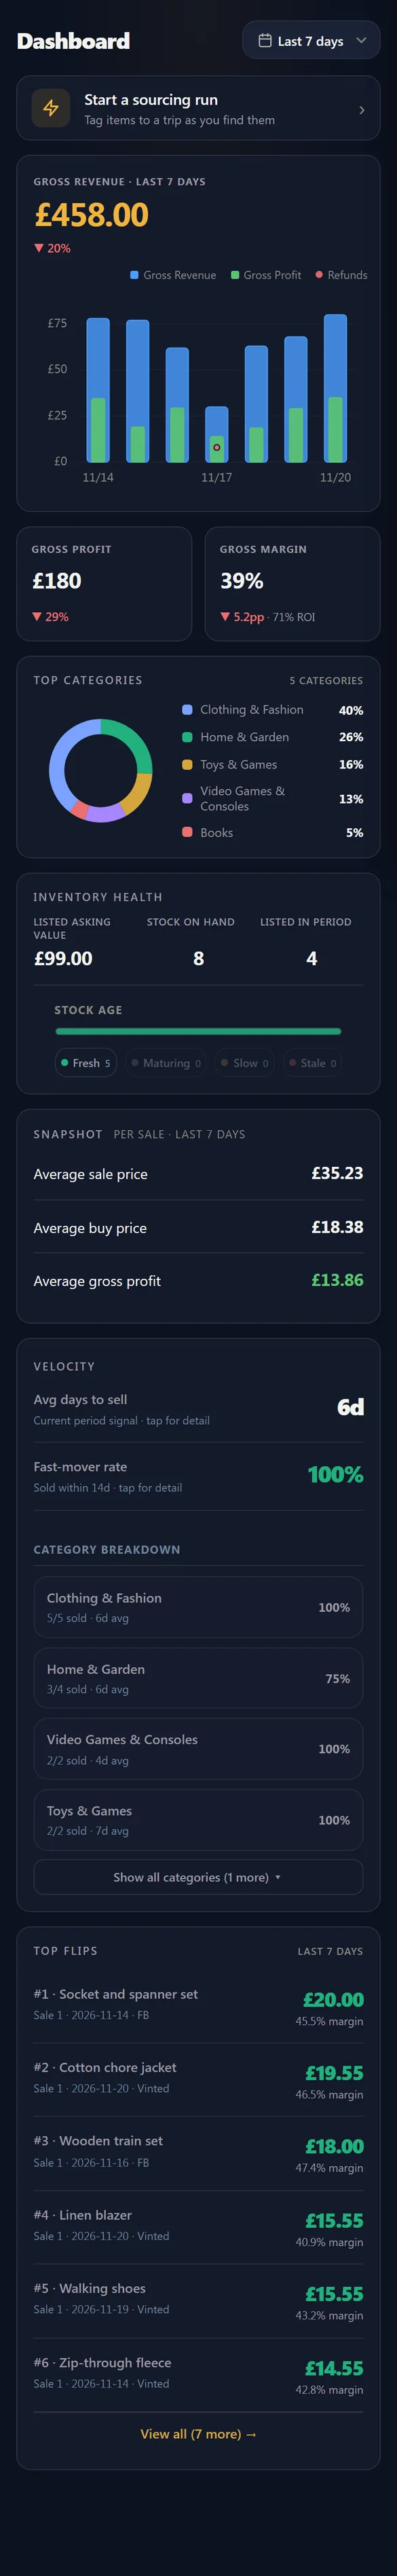 Dashboard
Last 7 days
Start a sourcing run
Tag items to a trip as you find them
GROSS REVENUE · LAST 7 DAYS
£458.00
▼ 20%
Gross Revenue
Gross Profit
Refunds
£75
£50
£25
£0
11/14
11/17
11/20
GROSS PROFIT
£180
▼ 29%
GROSS MARGIN
39%
▼ 5.2pp · 71% ROI
TOP CATEGORIES
5 CATEGORIES
Clothing & Fashion 40%
Home & Garden 26%
Toys & Games 16%
Video Games &
Consoles
13%
Books 5%
INVENTORY HEALTH
LISTED ASKING
VALUE
£99.00
STOCK ON HAND
8
LISTED IN PERIOD
4
STOCK AGE
Fresh 5
Maturing 0
Slow 0
Stale 0
SNAPSHOT PER SALE · LAST 7 DAYS
Average sale price £35.23
Average buy price £18.38
Average gross profit £13.86
VELOCITY
Avg days to sell
Current period signal · tap for detail
6d
Fast-mover rate
Sold within 14d · tap for detail
100%
CATEGORY BREAKDOWN
Clothing & Fashion
5/5 sold · 6d avg
100%
Home & Garden
3/4 sold · 6d avg
75%
Video Games & Consoles
2/2 sold · 4d avg
100%
Toys & Games
2/2 sold · 7d avg
100%
Show all categories (1 more) ▾
TOP FLIPS
LAST 7 DAYS
#1 · Socket and spanner set
Sale 1 · 2026-11-14 · FB
£20.00
45.5% margin
#2 · Cotton chore jacket
Sale 1 · 2026-11-20 · Vinted
£19.55
46.5% margin
#3 · Wooden train set
Sale 1 · 2026-11-16 · FB
£18.00
47.4% margin
#4 · Linen blazer
Sale 1 · 2026-11-20 · Vinted
£15.55
40.9% margin
#5 · Walking shoes
Sale 1 · 2026-11-19 · Vinted
£15.55
43.2% margin
#6 · Zip-through fleece
Sale 1 · 2026-11-14 · Vinted
£14.55
42.8% margin
View all (7 more) →